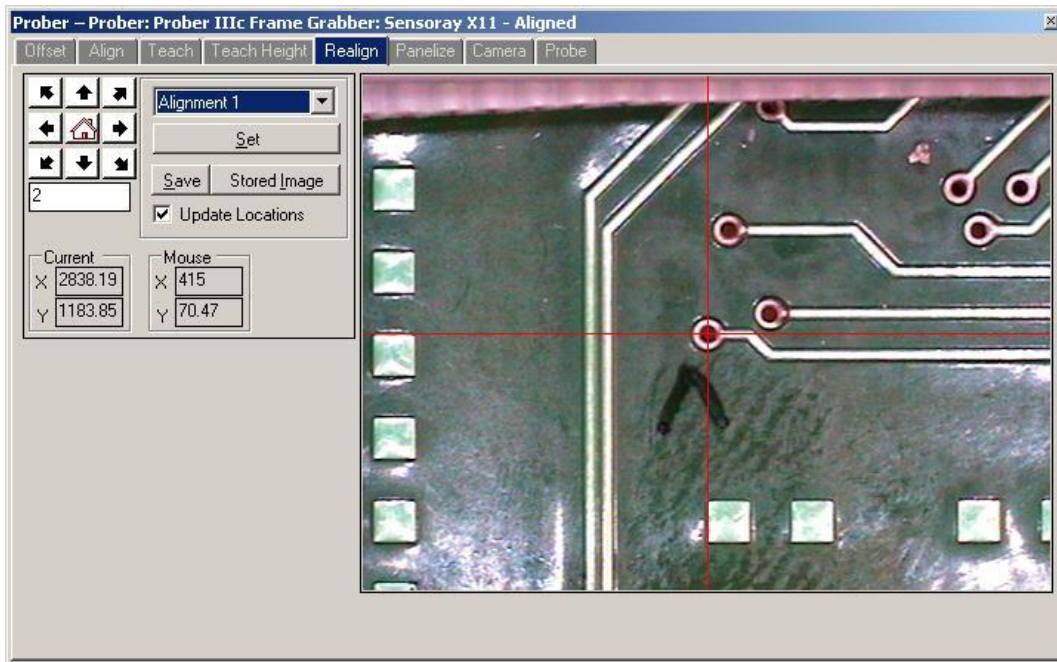 Prober – Prober: Prober IIIc Frame Grabber: Sensoray X11 - Aligned
Offset Align Teach Teach Height Realign Panelize Camera Probe
Alignment 1
Set
Save Stored Image
2
Update Locations
Current Mouse
X 2838.19 X 415
Y 1183.85 Y 70.47